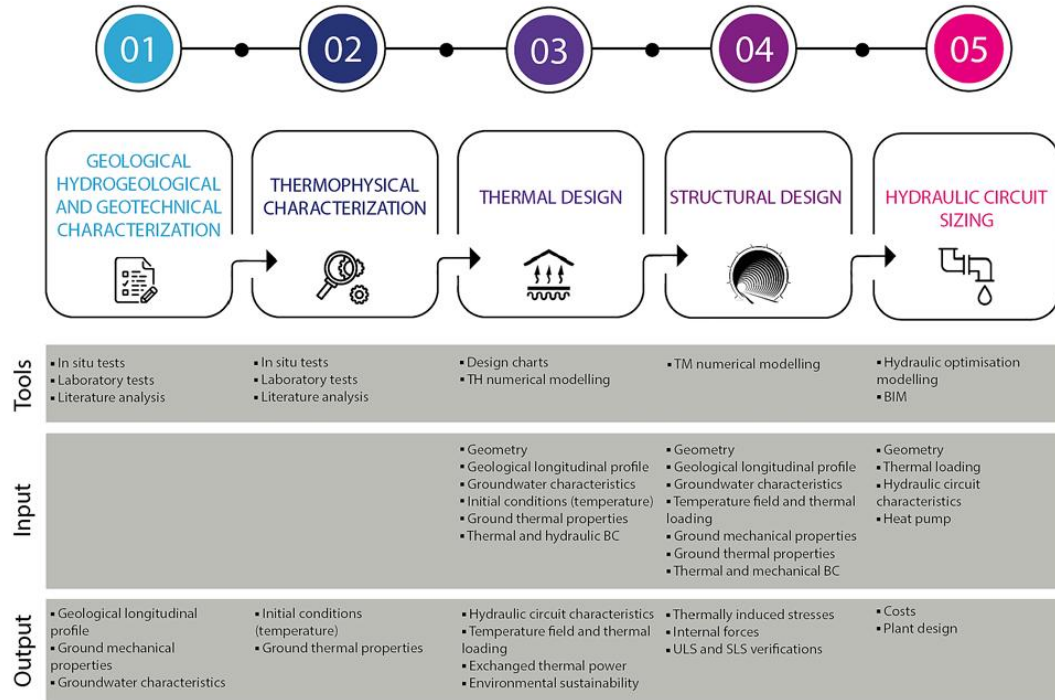 01
02
03
04
05
GEOLOGICAL
HYDROGEOLOGICAL
AND GEOTECHNICAL
CHARACTERIZATION
THERMOPHYSICAL
CHARACTERIZATION
THERMAL DESIGN
STRUCTURAL DESIGN
HYDRAULIC CIRCUIT
SIZING
Tools
▪ In situ tests
▪ Laboratory tests
▪ Literature analysis
▪ In situ tests
▪ Laboratory tests
▪ Literature analysis
▪ Design charts
▪ TH numerical modelling
▪ TM numerical modelling
▪ Hydraulic optimisation
modelling
▪ BIM
Input
▪ Geometry
▪ Geological longitudinal profile
▪ Groundwater characteristics
▪ Initial conditions (temperature)
▪ Ground thermal properties
▪ Thermal and hydraulic BC
▪ Geometry
▪ Geological longitudinal profile
▪ Groundwater characteristics
▪ Temperature field and thermal
loading
▪ Ground mechanical properties
▪ Ground thermal properties
▪ Thermal and mechanical BC
▪ Geometry
▪ Thermal loading
▪ Hydraulic circuit
characteristics
▪ Heat pump
Output
▪ Geological longitudinal
profile
▪ Ground mechanical
properties
▪ Groundwater characteristics
▪ Initial conditions
(temperature)
▪ Ground thermal properties
▪ Hydraulic circuit characteristics
▪ Temperature field and thermal
loading
▪ Exchanged thermal power
▪ Environmental sustainability
▪ Thermally induced stresses
▪ Internal forces
▪ ULS and SLS verifications
▪ Costs
▪ Plant design